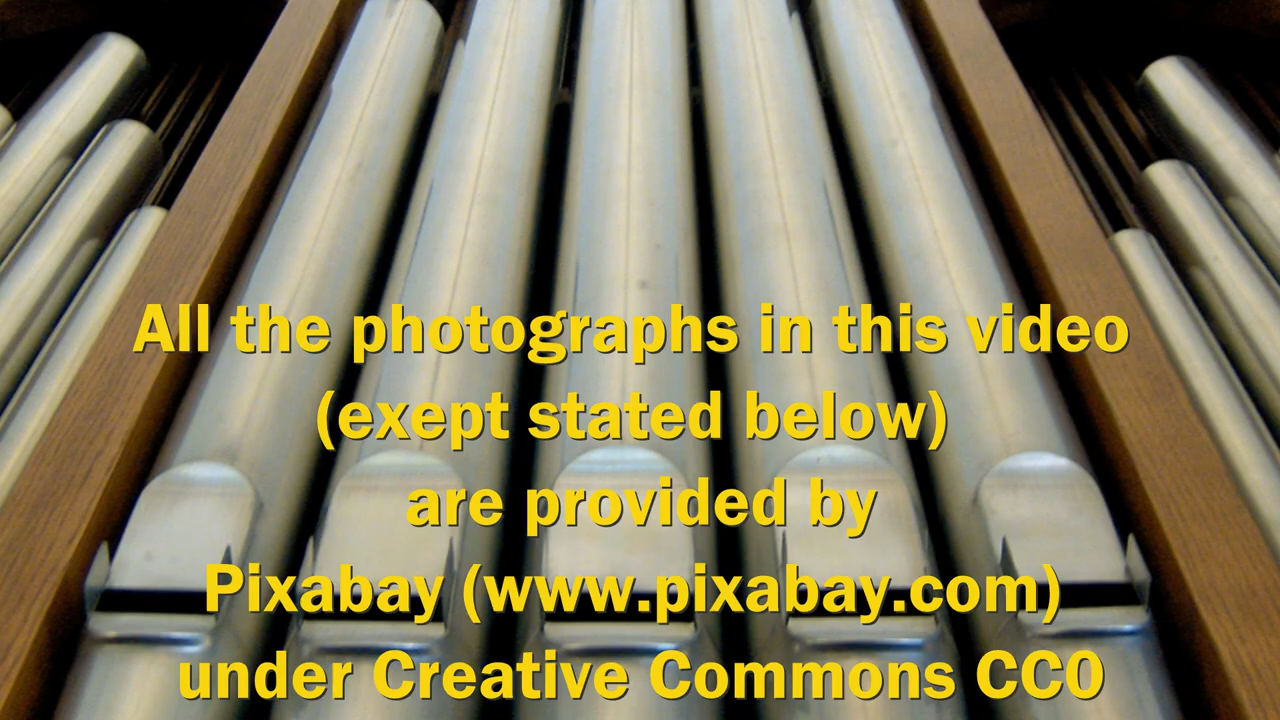 All the photographs in this video
(exept stated below)
are provided by
Pixabay (www.pixabay.com)
under Creative Commons CC0